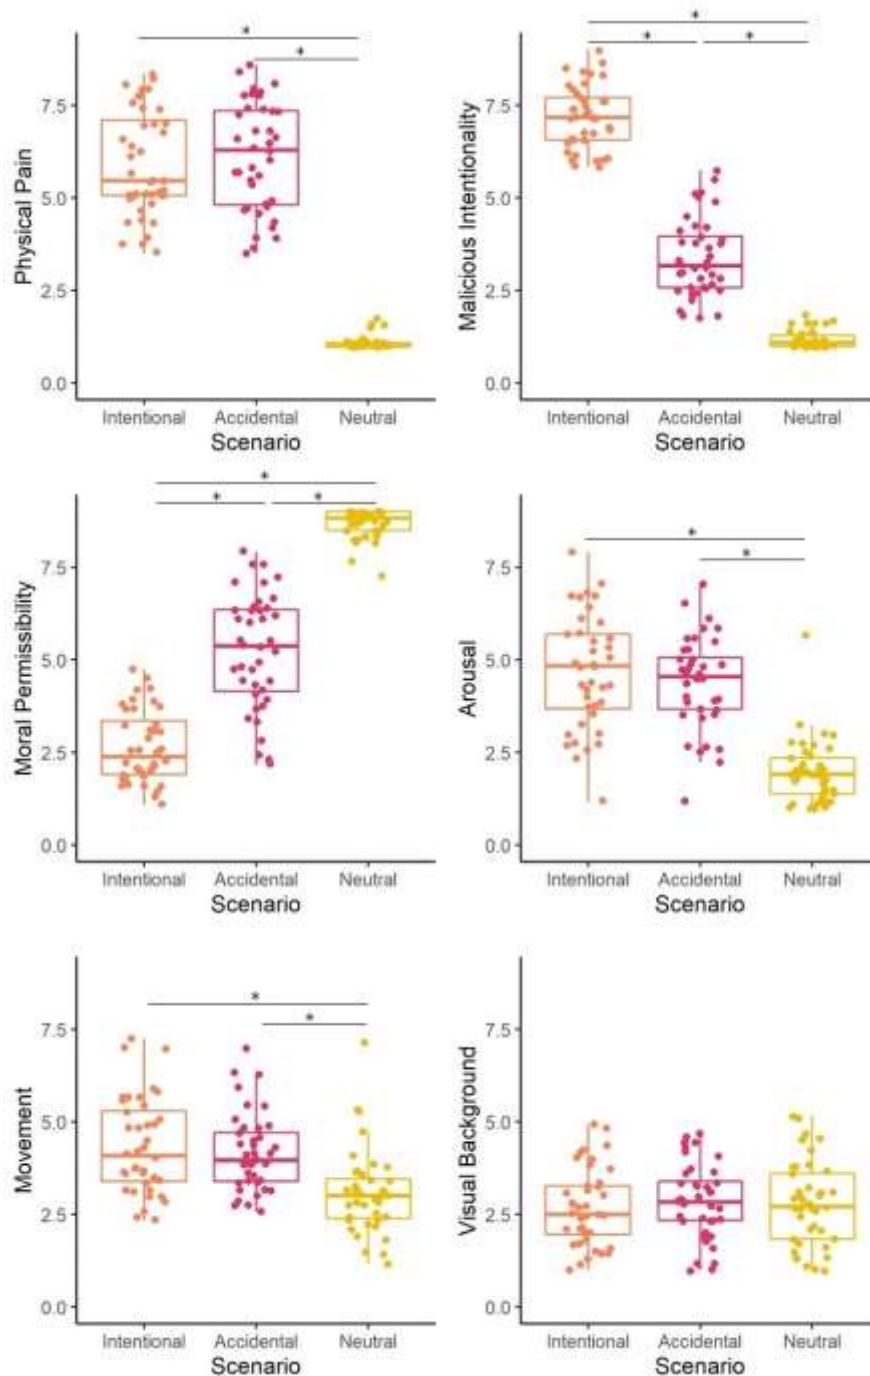 *
*
7.5
5.0
2.5
0.0
Physical Pain
Intentional Accidental Neutral
Scenario
*
* *
7.5
5.0
2.5
0.0
Malicious Intentionality
Intentional Accidental Neutral
Scenario
*
* *
7.5
5.0
2.5
0.0
Moral Permissibility
Intentional Accidental Neutral
Scenario
*
*
7.5
5.0
2.5
0.0
Arousal
Intentional Accidental Neutral
Scenario
*
*
7.5
5.0
2.5
0.0
Movement
Intentional Accidental Neutral
Scenario
7.5
5.0
2.5
0.0
Visual Background
Intentional Accidental Neutral
Scenario